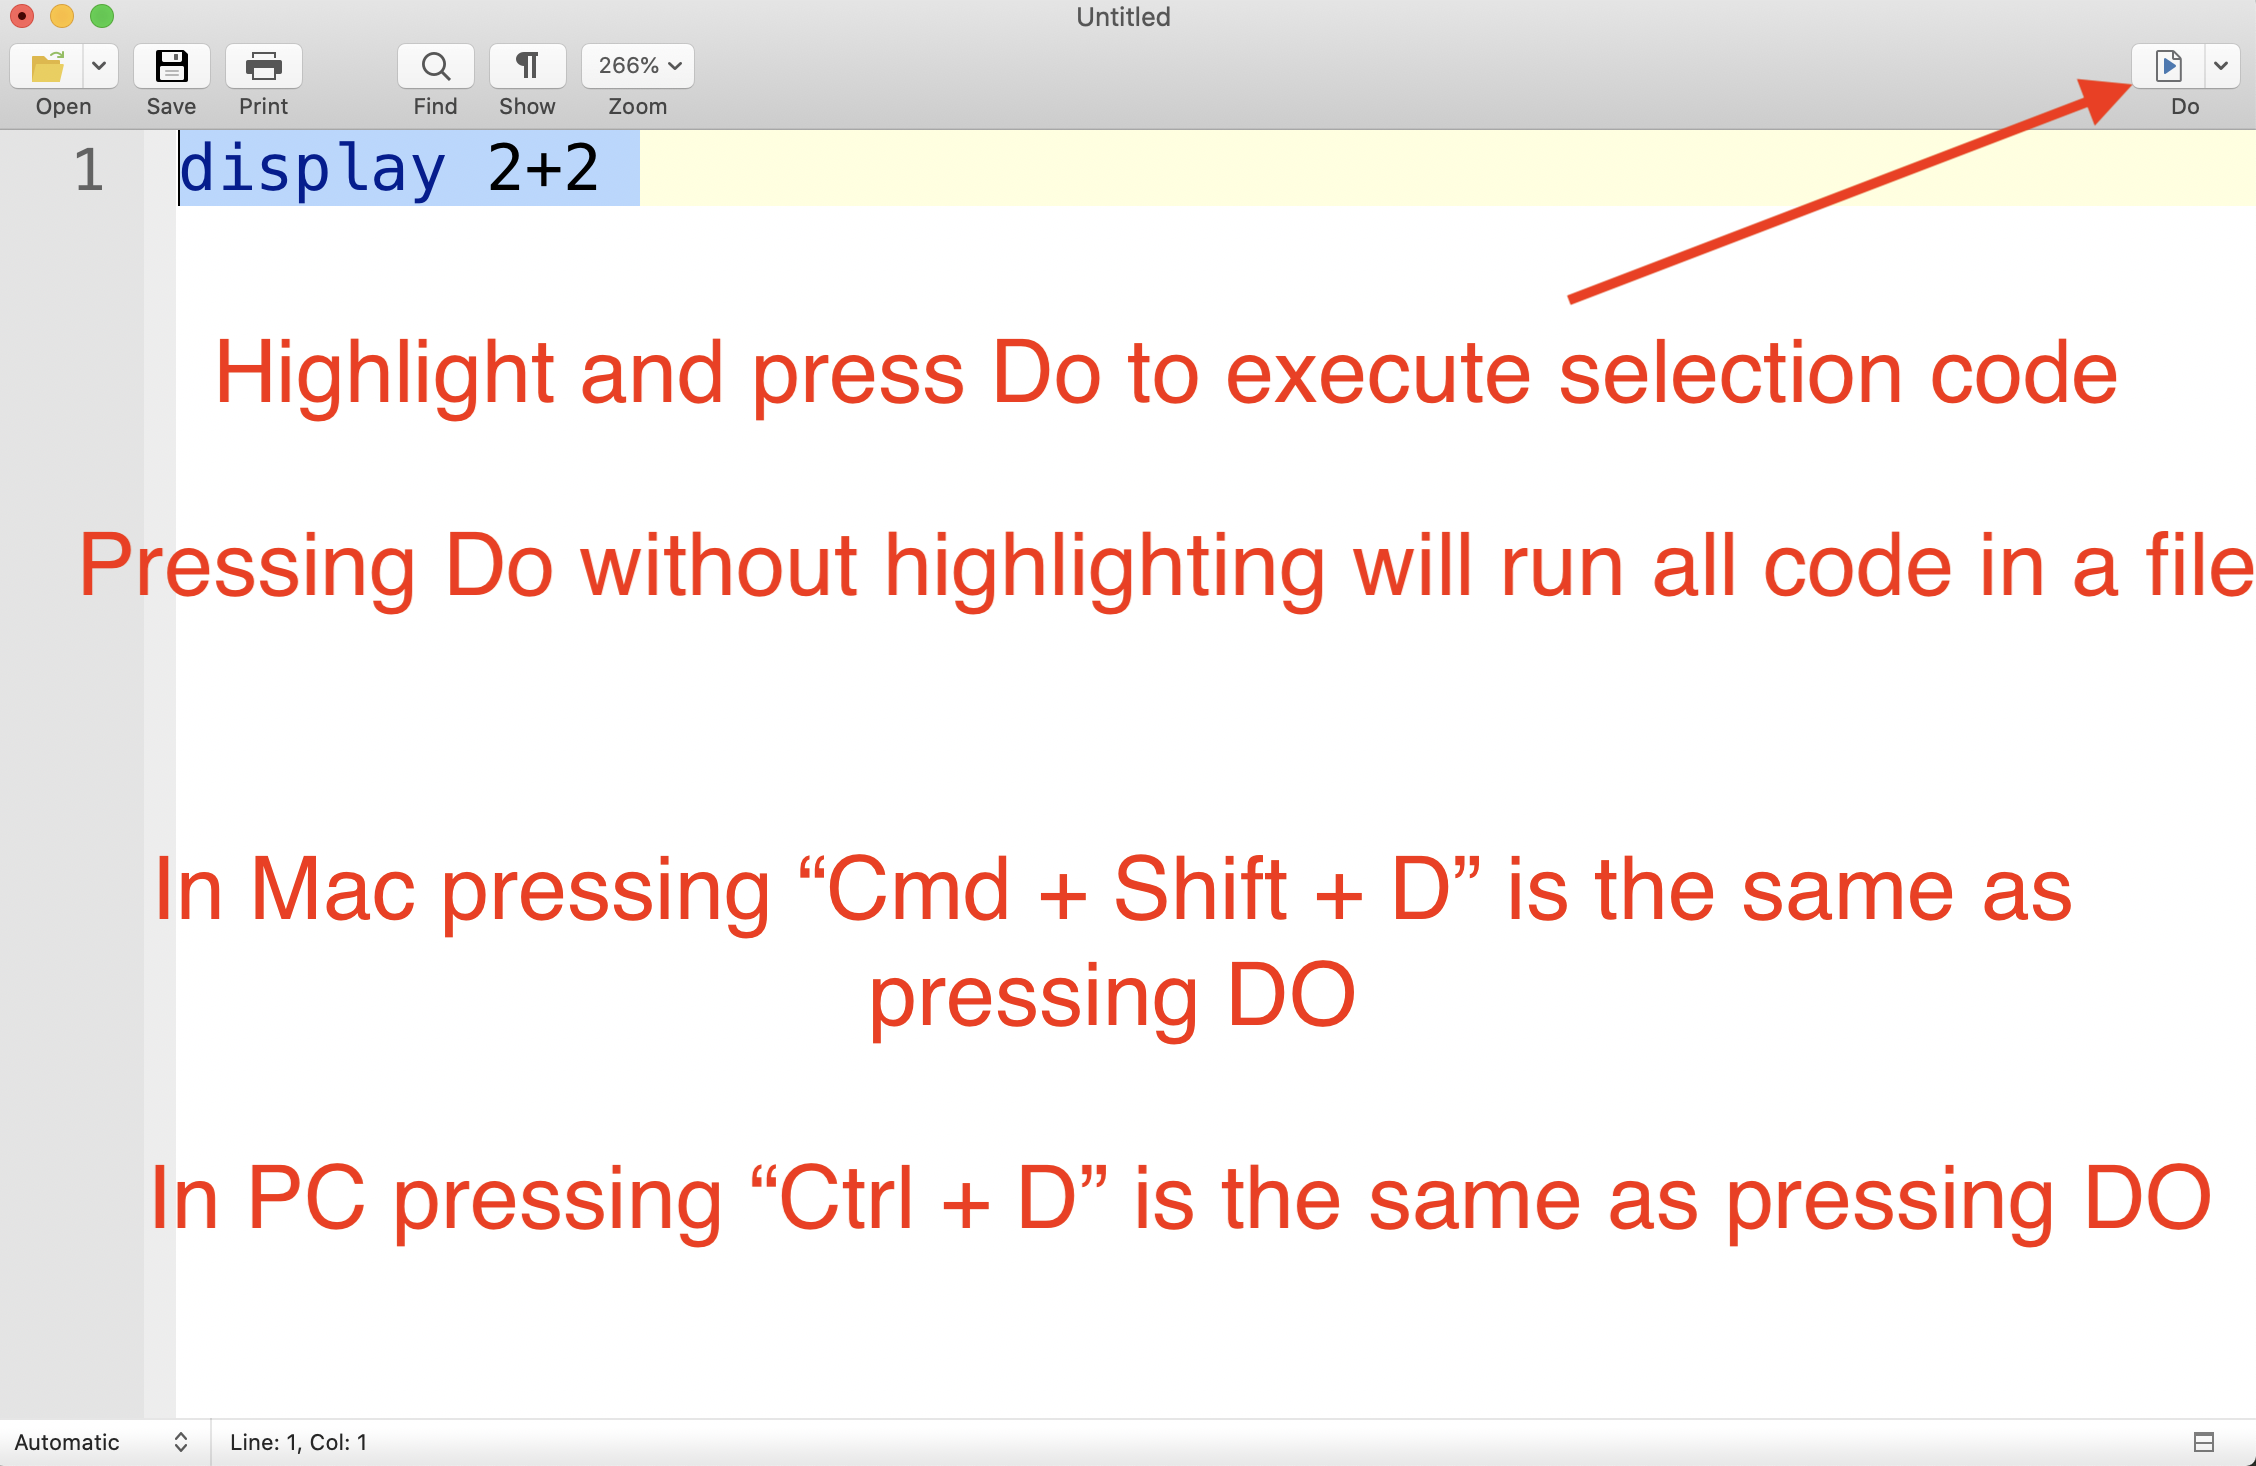 Untitled
266%
Open Save Print Find Show Zoom Do
1 display 2+2
Highlight and press Do to execute selection code
Pressing Do without highlighting will run all code in a file
In Mac pressing “Cmd + Shift + D” is the same as
pressing DO
In PC pressing “Ctrl + D” is the same as pressing DO
Automatic Line: 1, Col: 1